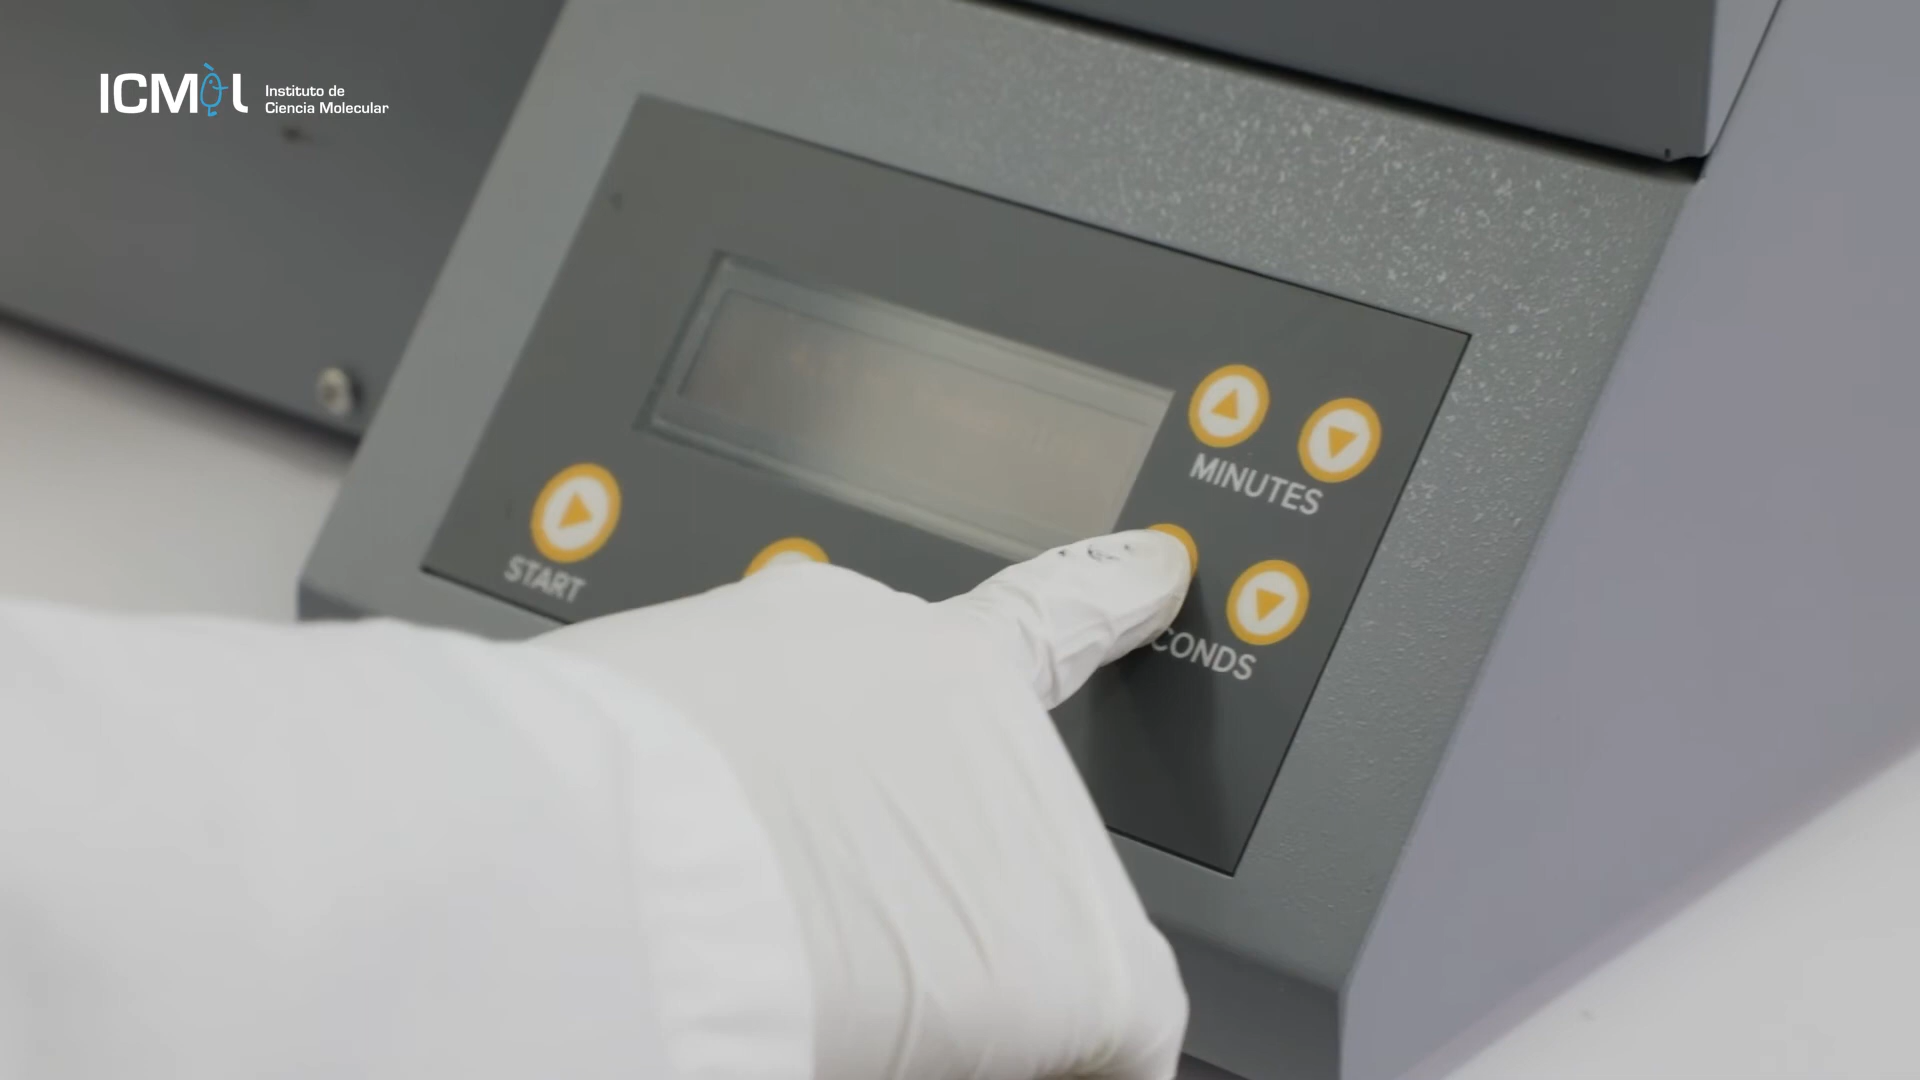 ICMOL
Instituto de
Ciencia Molecular
MINUTES
START
CONDS